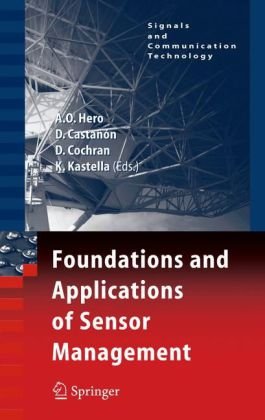 Signals and
Communication
Technology
A.O. Hero
D. Castañón
D. Cochran
K. Kastella (Eds.)
Foundations and
Applications
of Sensor
Management
Springer